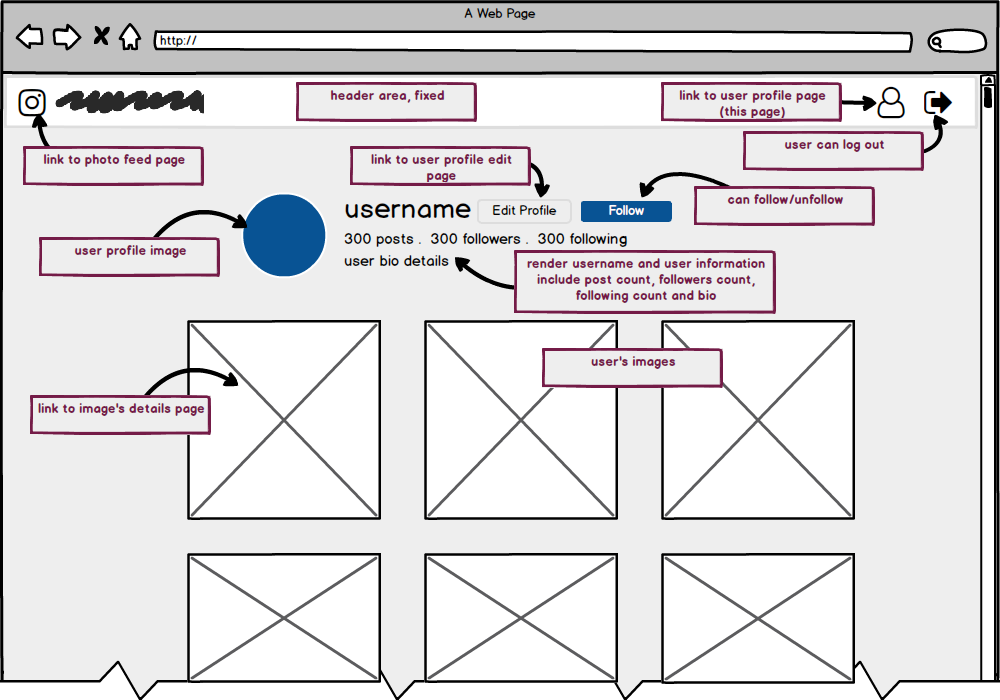 A Web Page
http://
header area, fixed
link to user profile page
(this page)
link to photo feed page
user can log out
link to user profile edit
page
can follow/unfollow
username
Edit Profile
Follow
user profile image
300 posts . 300 followers . 300 following
user bio details
render username and user information
include post count, followers count,
following count and bio
user's images
link to image's details page